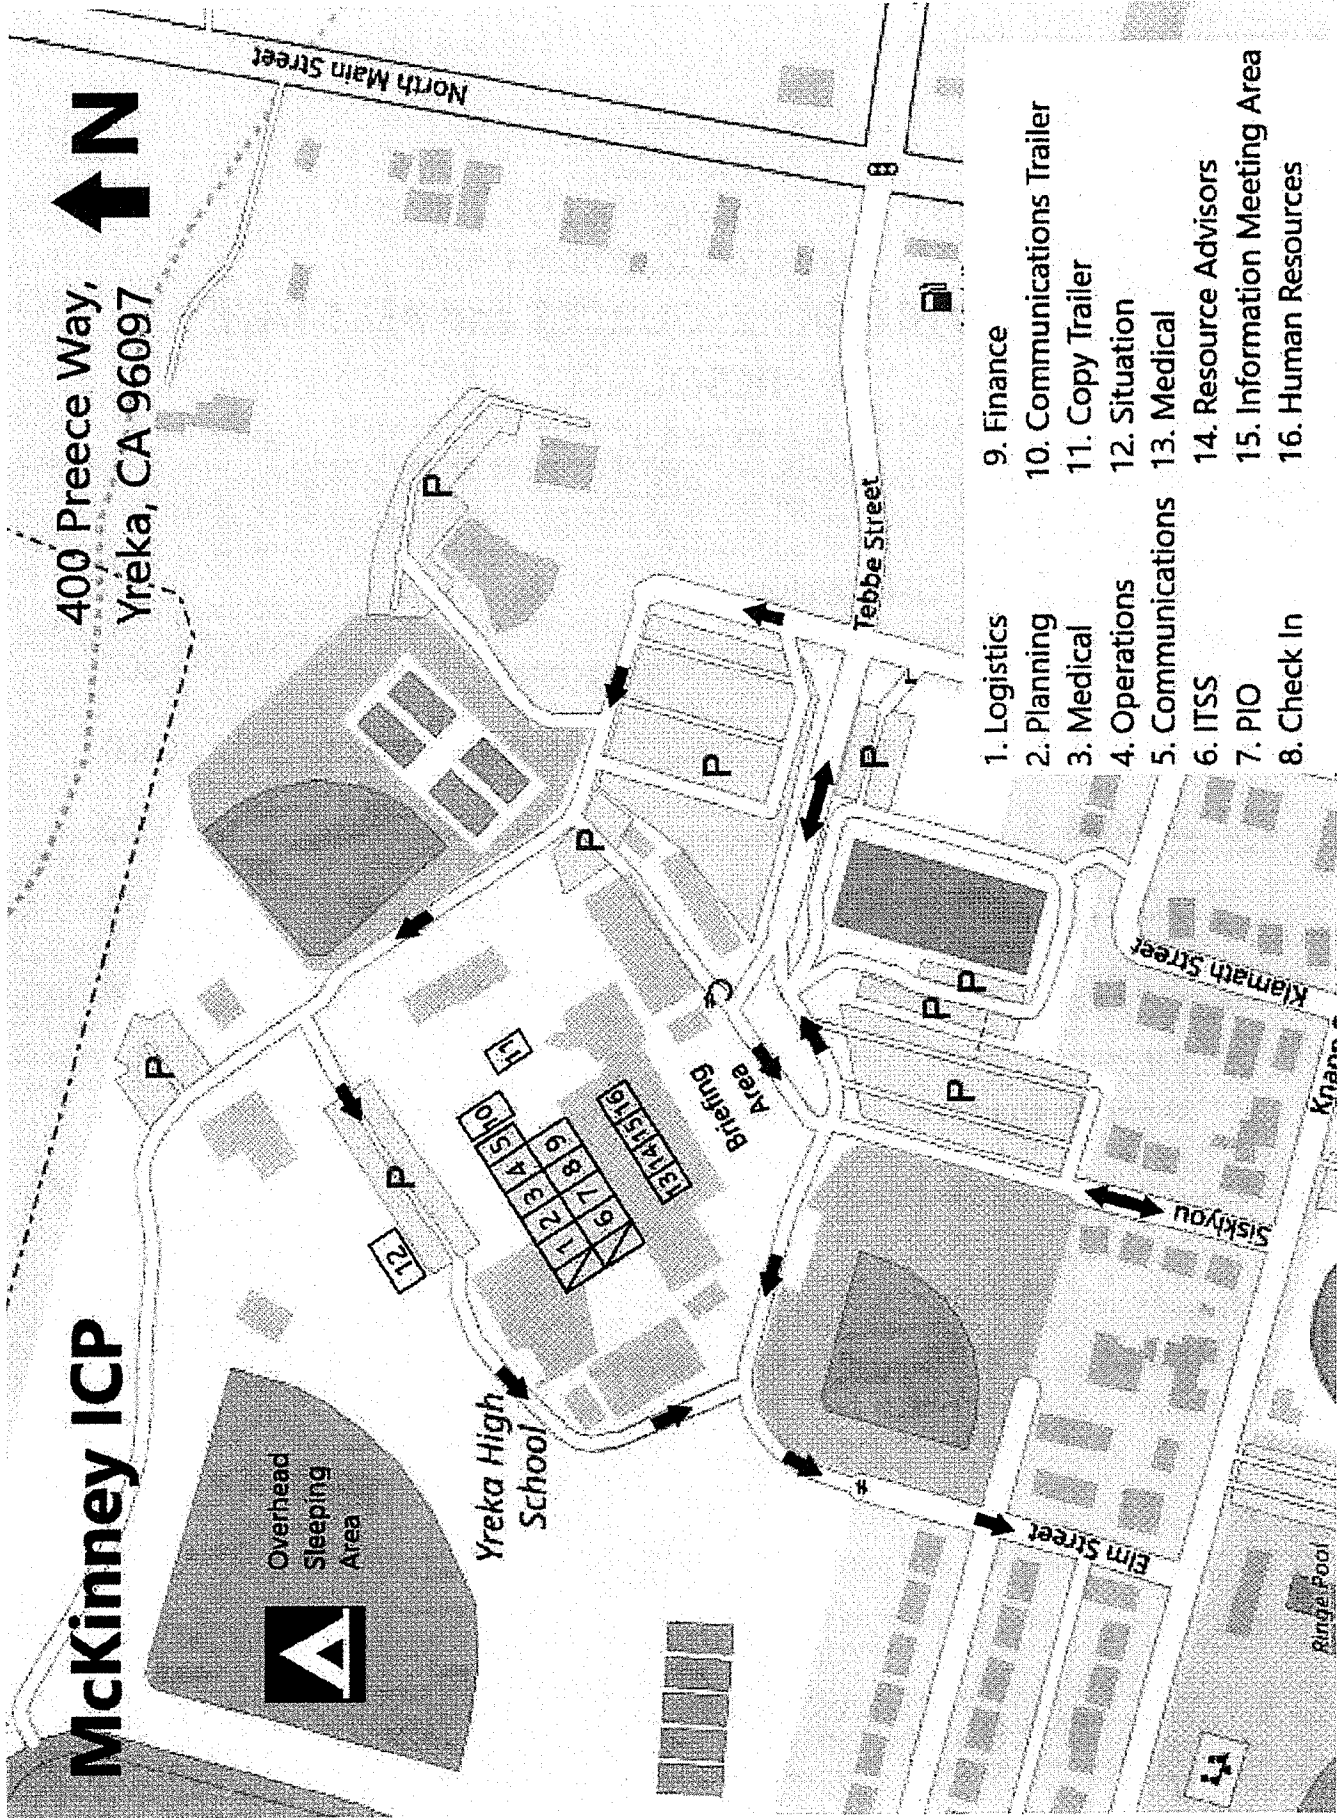 McKinney ICP
400 Preece Way,
Yreka, CA 96097
N
Overhead
Sleeping
Area
North Main Street
P
P
P
12
10
11
1 2 3 4 5
6 7 8 9
13 14 15 16
Yreka High
School
Briefing
Area
P
P
P
P
P
P
Tebbe Street
Elm Street
Siskiyou
Klamath Street
Ringe Pool
1. Logistics
2. Planning
3. Medical
4. Operations
5. Communications
6. ITSS
7. PIO
8. Check In
9. Finance
10. Communications Trailer
11. Copy Trailer
12. Situation
13. Medical
14. Resource Advisors
15. Information Meeting Area
16. Human Resources